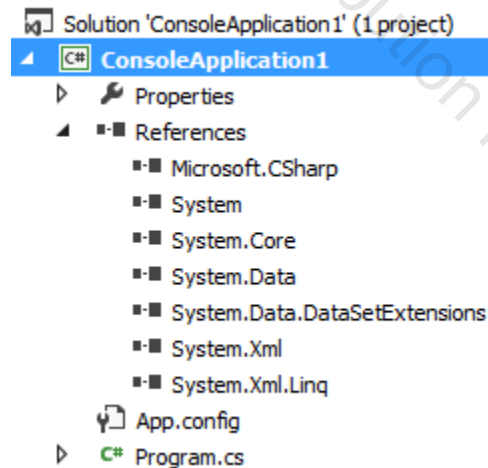 Solution 'ConsoleApplication1' (1 project)
C# ConsoleApplication1
Properties
References
Microsoft.CSharp
System
System.Core
System.Data
System.Data.DataSetExtensions
System.Xml
System.Xml.Linq
App.config
C# Program.cs